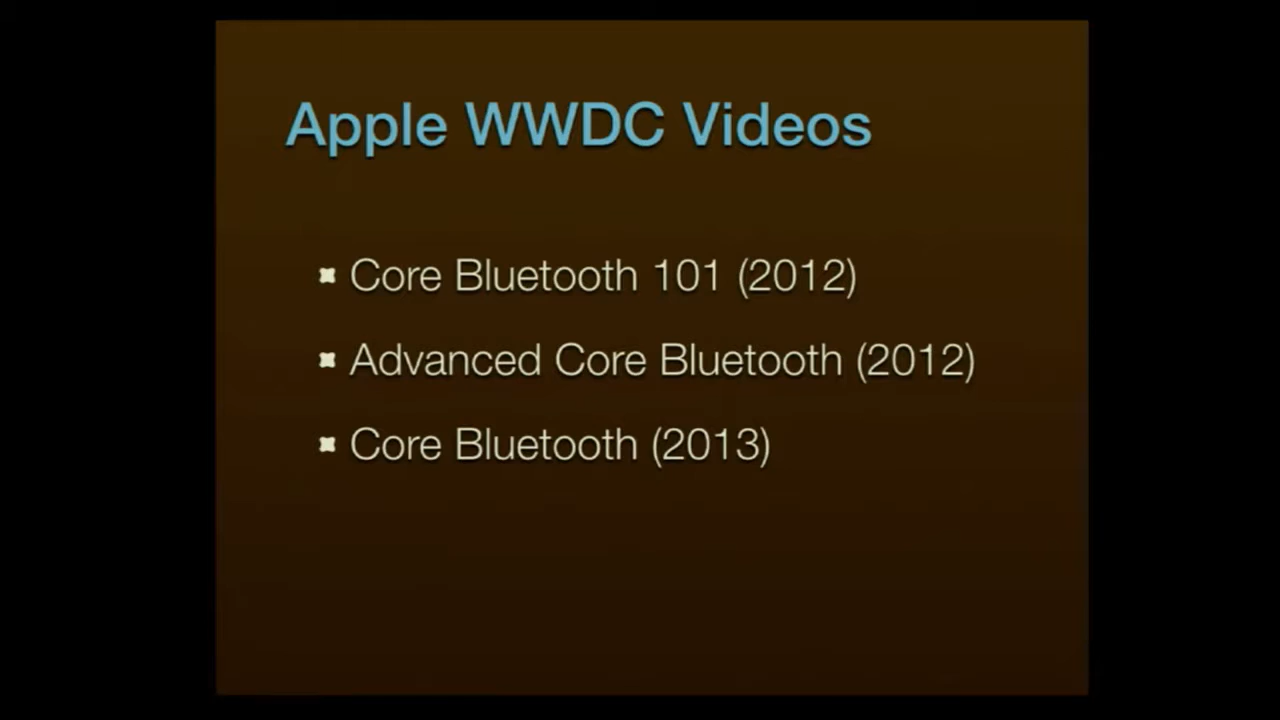 Apple WWDC Videos
Core Bluetooth 101 (2012)
Advanced Core Bluetooth (2012)
Core Bluetooth (2013)